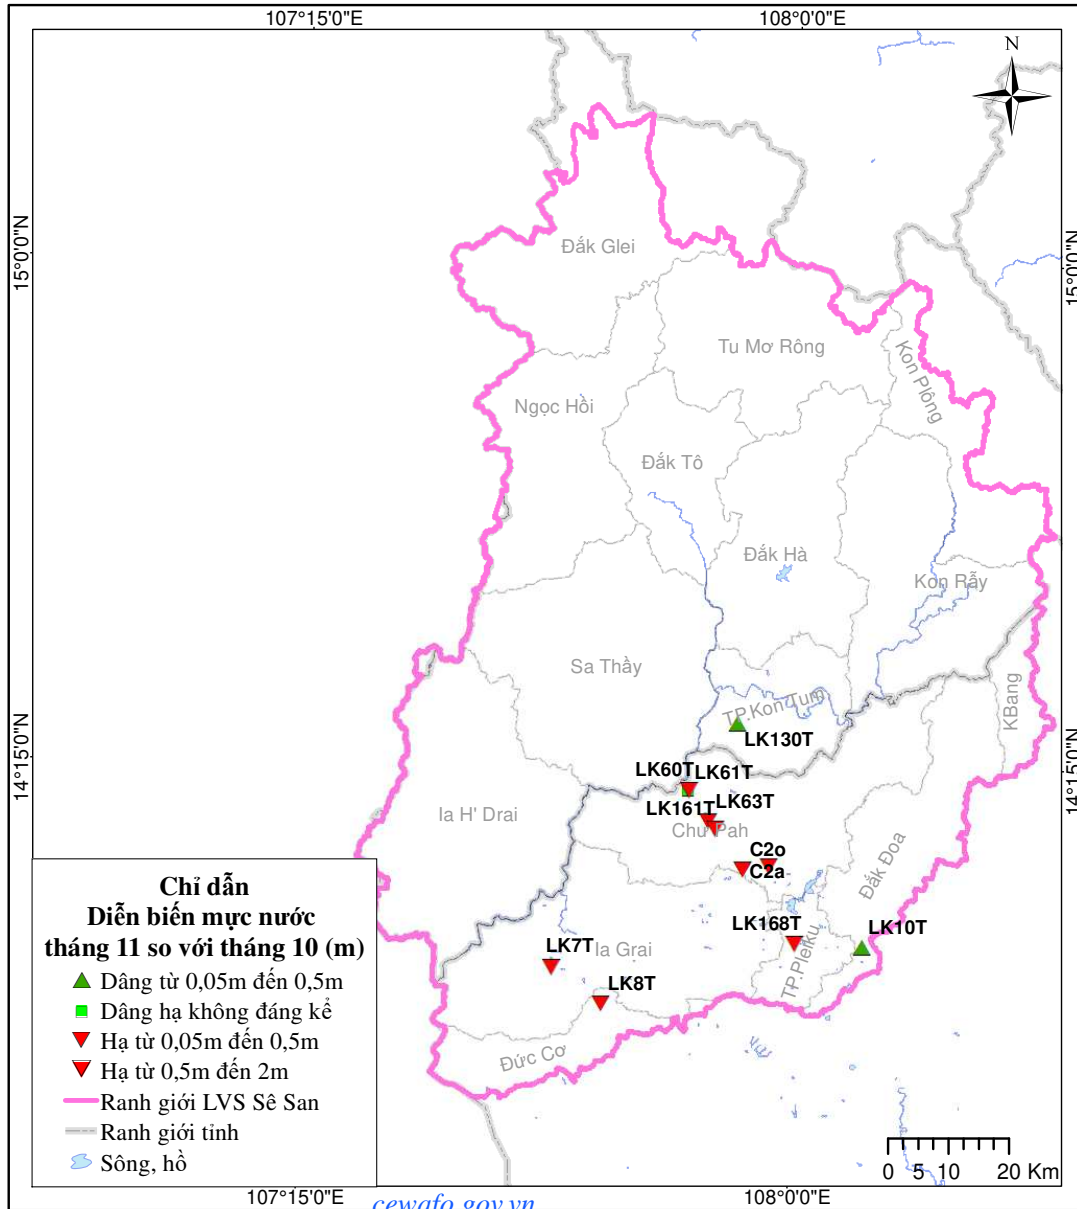 107°15'0"E
108°0'0"E
N
15°0'0"N
15°0'0"N
Đắk Glei
Tu Mơ Rông
Kon Plông
Ngọc Hồi
Đắk Tô
Đắk Hà
Kon Rẫy
Sa Thầy
KBang
TP.Kon Tum
LK130T
14°15'0"N
14°15'0"N
LK60T
LK61T
Ia H' Drai
LK161T
LK63T
Chư Pah
C2o
C2a
Đắk Đoa
LK168T
LK10T
LK7T
Ia Grai
TP.Pleiku
LK8T
Đức Cơ
Chỉ dẫn
Diễn biến mực nước
tháng 11 so với tháng 10 (m)
Dâng từ 0,05m đến 0,5m
Dâng hạ không đáng kể
Hạ từ 0,05m đến 0,5m
Hạ từ 0,5m đến 2m
Ranh giới LVS Sê San
Ranh giới tỉnh
Sông, hồ
0 5 10 20 Km
107°15'0"E
108°0'0"E
cewafo.gov.vn